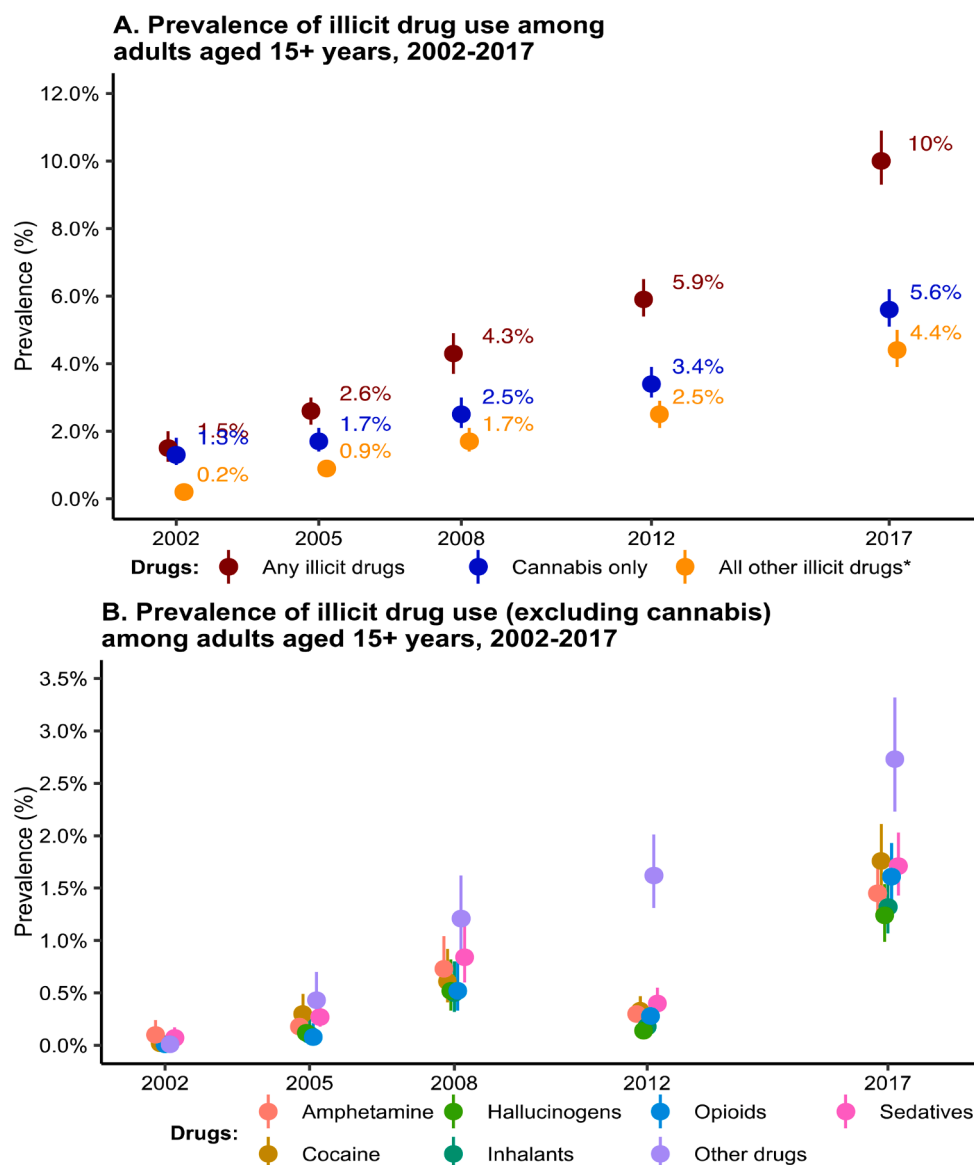 A. Prevalence of illicit drug use among
adults aged 15+ years, 2002-2017
Prevalence (%)
12.0%
10.0%
8.0%
6.0%
4.0%
2.0%
0.0%
1.5%
1.3%
0.2%
2.6%
1.7%
0.9%
4.3%
2.5%
1.7%
5.9%
3.4%
2.5%
10%
5.6%
4.4%
2002 2005 2008 2012 2017
Drugs: Any illicit drugs Cannabis only All other illicit drugs*
B. Prevalence of illicit drug use (excluding cannabis)
among adults aged 15+ years, 2002-2017
Prevalence (%)
3.5%
3.0%
2.5%
2.0%
1.5%
1.0%
0.5%
0.0%
2002 2005 2008 2012 2017
Drugs:
Amphetamine Hallucinogens Opioids Sedatives
Cocaine Inhalants Other drugs